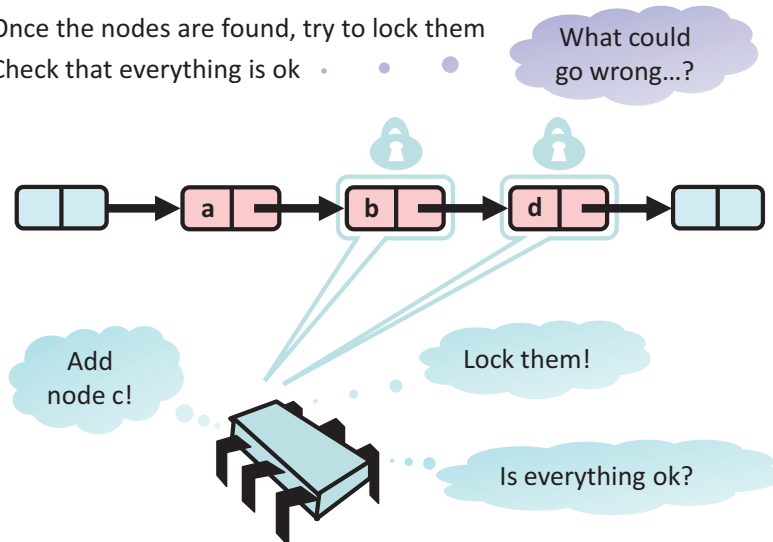 Once the nodes are found, try to lock them
Check that everything is ok
What could
go wrong…?
a
b
d
Add
node c!
Lock them!
Is everything ok?